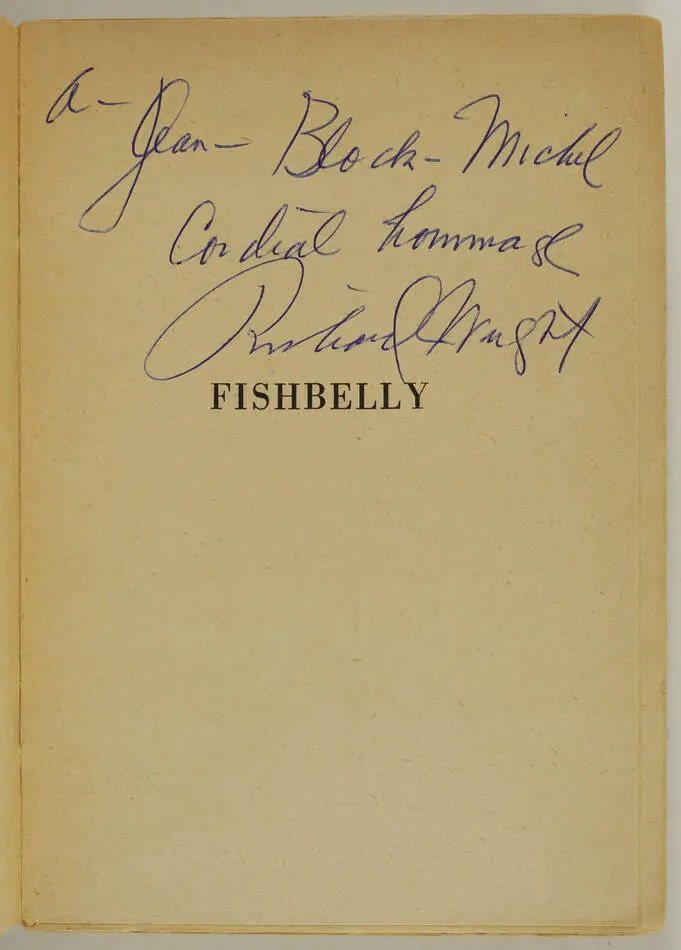 a - 
Jean - Block - Michel
Cordial hommage
Richard Wright
FISHBELLY